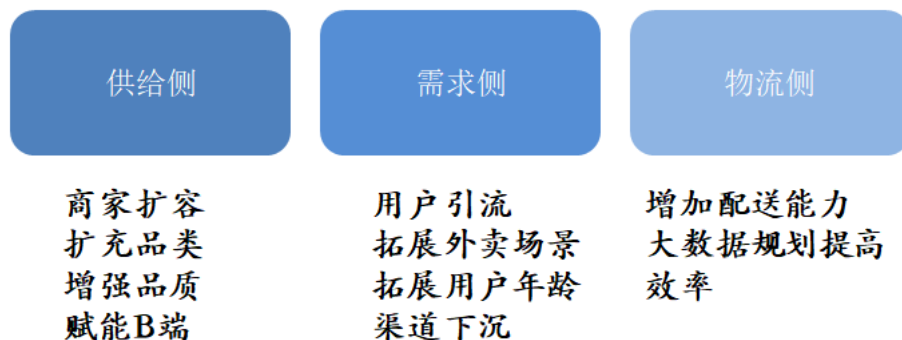 供给侧
需求侧
物流侧
商家扩容
扩充品类
增强品质
赋能B端
用户引流
拓展外卖场景
拓展用户年龄
渠道下沉
增加配送能力
大数据规划提高
效率